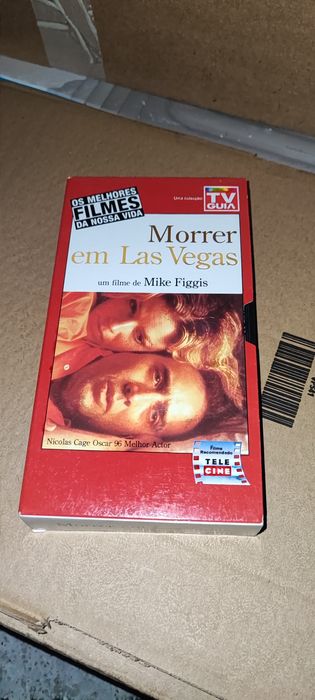 OS MELHORES
FILMES
DA NOSSA VIDA
Uma colecção
TV
GUIA
Morrer
em Las Vegas
um filme de Mike Figgis
Nicolas Cage Oscar 96 Melhor Actor
Filme
Recomendado
TELE
CINE